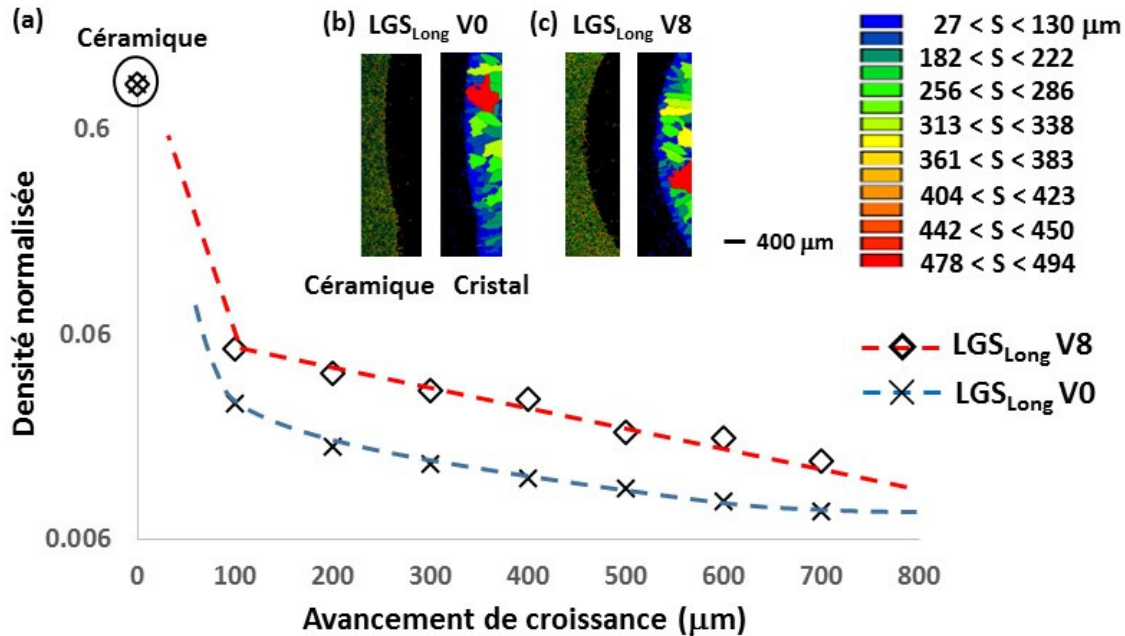 (a)
Céramique
(b) LGSLong V0
(c) LGSLong V8
Céramique
Cristal
400 µm
27 < S < 130 µm
182 < S < 222
256 < S < 286
313 < S < 338
361 < S < 383
404 < S < 423
442 < S < 450
478 < S < 494
LGSLong V8
LGSLong V0
Densité normalisée
0.6
0.06
0.006
0 100 200 300 400 500 600 700 800
Avancement de croissance (µm)